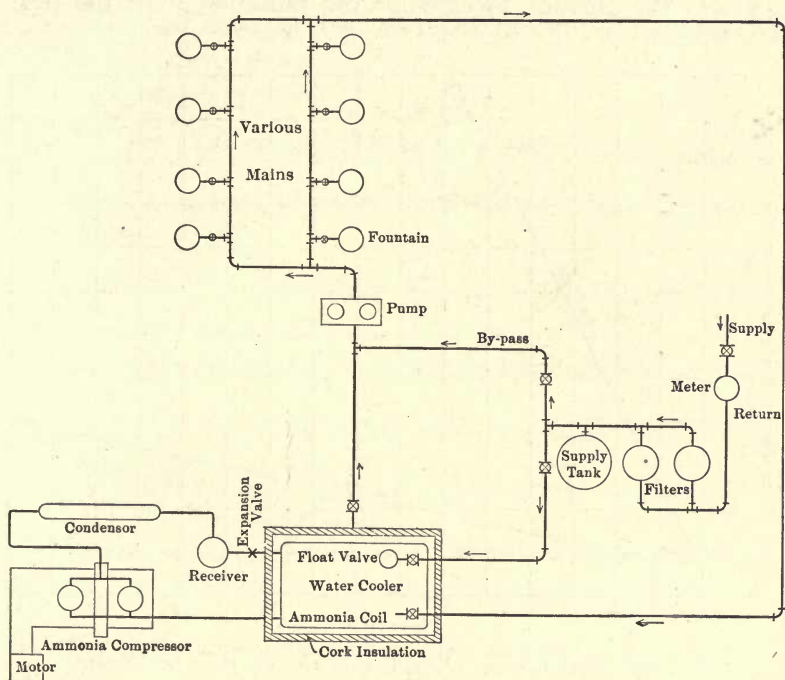 Various
Mains
Fountain
Pump
By-pass
Supply
Meter
Return
Supply
Tank
Filters
Expansion
Valve
Condensor
Receiver
Float Valve
Water Cooler
Ammonia Coil
Ammonia Compressor
Cork Insulation
Motor